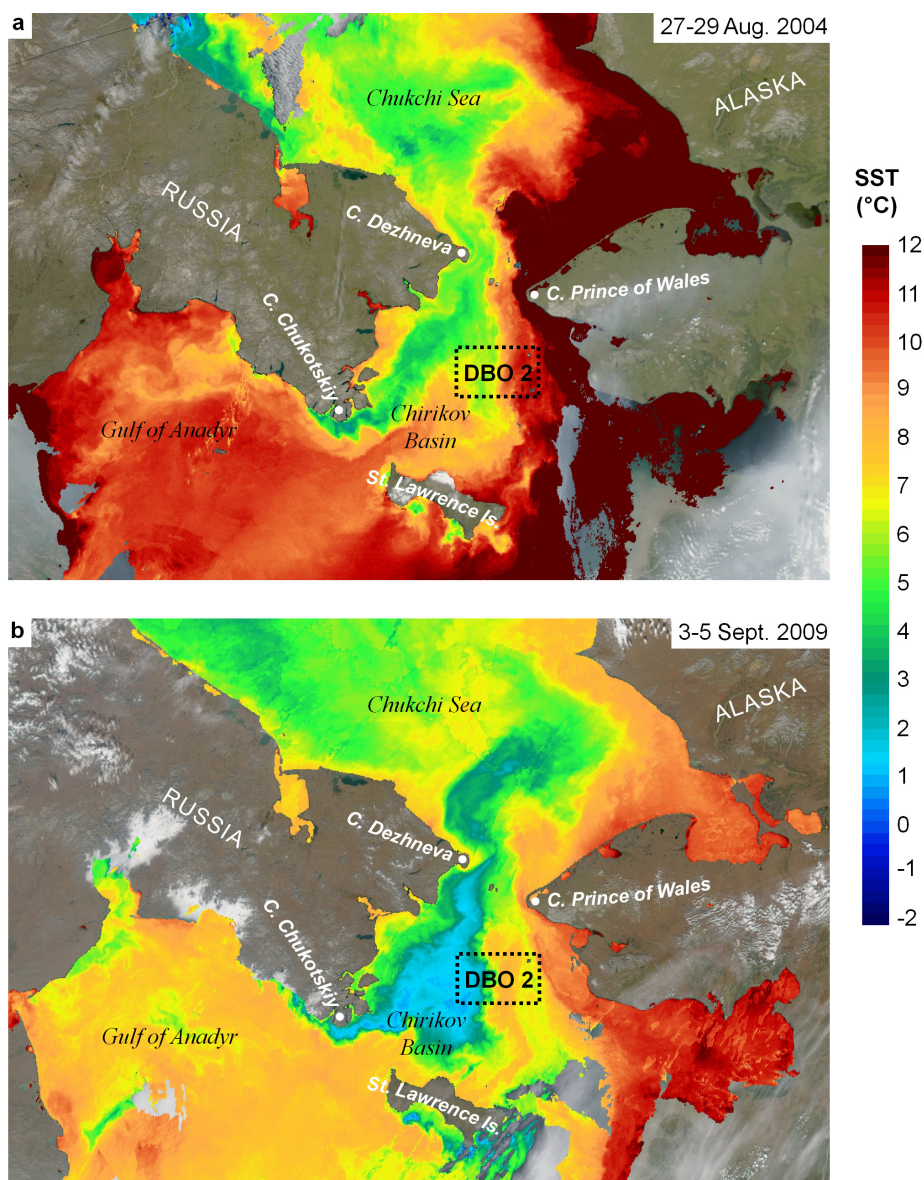 a
27-29 Aug. 2004
Chukchi Sea
ALASKA
RUSSIA
C. Dezhneva
C. Prince of Wales
C. Chukotskiy
DBO 2
Chirikov
Basin
Gulf of Anadyr
St. Lawrence Is.
SST
(°C)
12
11
10
9
8
7
6
5
4
3
2
1
0
-1
-2
b
3-5 Sept. 2009
Chukchi Sea
ALASKA
RUSSIA
C. Dezhneva
C. Prince of Wales
C. Chukotskiy
DBO 2
Chirikov
Basin
Gulf of Anadyr
St. Lawrence Is.